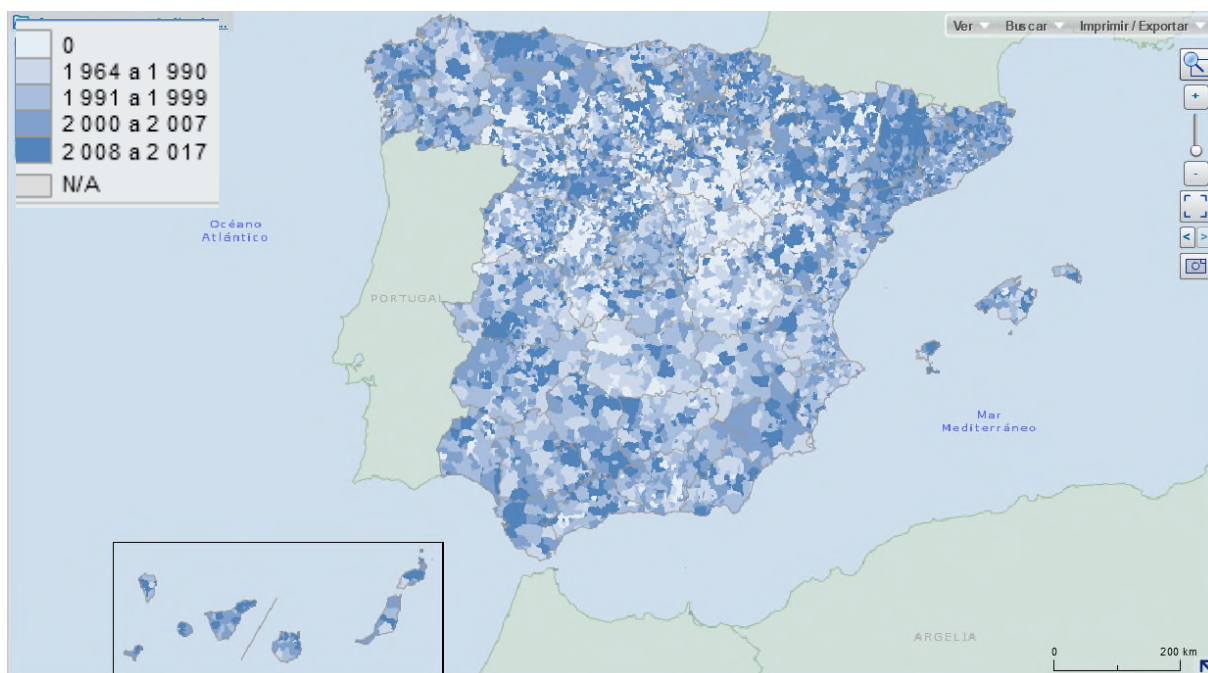 Ver Buscar Imprimir / Exportar
0
1 964 a 1 990
1 991 a 1 999
2 000 a 2 007
2 008 a 2 017
N/A
+
-
< >
Océano
Atlántico
PORTUGAL
Mar
Mediterráneo
ARGELIA
0 200 km